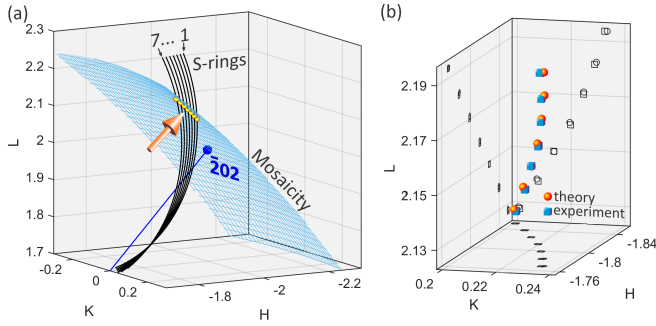 (a)
2.3
2.2
2.1
2
1.9
1.8
1.7
L
7... 1
S-rings
Mosaicity
2̄02
-0.2
0
0.2
K
-1.8
-2
-2.2
H
(b)
2.19
2.17
2.15
2.13
L
theory
experiment
0.2
0.22
0.24
K
-1.76
-1.8
-1.84
H